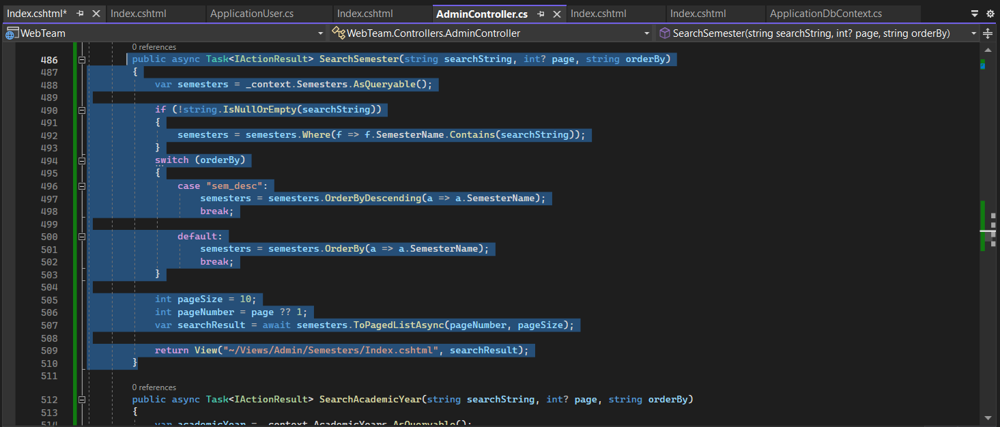 Index.cshtml* Index.cshtml ApplicationUser.cs Index.cshtml AdminController.cs Index.cshtml Index.cshtml ApplicationDbContext.cs
WebTeam WebTeam.Controllers.AdminController SearchSemester(string searchString, int? page, string orderBy)
0 references
486 public async Task<IActionResult> SearchSemester(string searchString, int? page, string orderBy)
487 {
488 var semesters = _context.Semesters.AsQueryable();
489
490 if (!string.IsNullOrEmpty(searchString))
491 {
492 semesters = semesters.Where(f => f.SemesterName.Contains(searchString));
493 }
494 switch (orderBy)
495 {
496 case "sem_desc":
497 semesters = semesters.OrderByDescending(a => a.SemesterName);
498 break;
499
500 default:
501 semesters = semesters.OrderBy(a => a.SemesterName);
502 break;
503 }
504
505 int pageSize = 10;
506 int pageNumber = page ?? 1;
507 var searchResult = await semesters.ToPagedListAsync(pageNumber, pageSize);
508
509 return View("~/Views/Admin/Semesters/Index.cshtml", searchResult);
510 }
511
0 references
512 public async Task<IActionResult> SearchAcademicYear(string searchString, int? page, string orderBy)
513 {
514 var academicYear = _context.AcademicYears.AsQueryable();